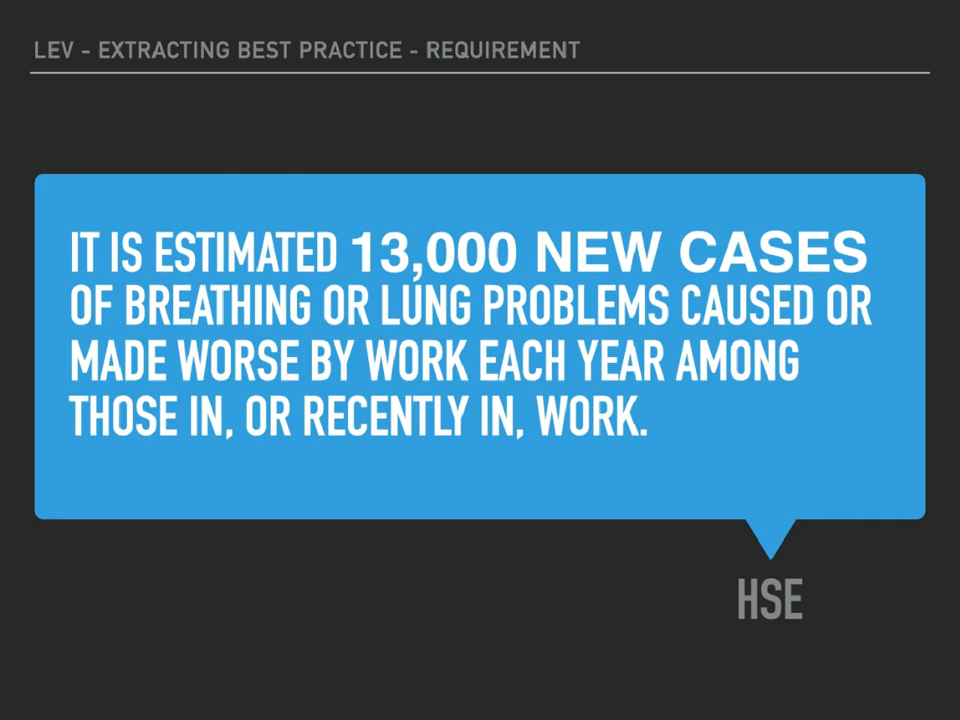 LEV - EXTRACTING BEST PRACTICE - REQUIREMENT
IT IS ESTIMATED 13,000 NEW CASES
OF BREATHING OR LUNG PROBLEMS CAUSED OR
MADE WORSE BY WORK EACH YEAR AMONG
THOSE IN, OR RECENTLY IN, WORK.
HSE